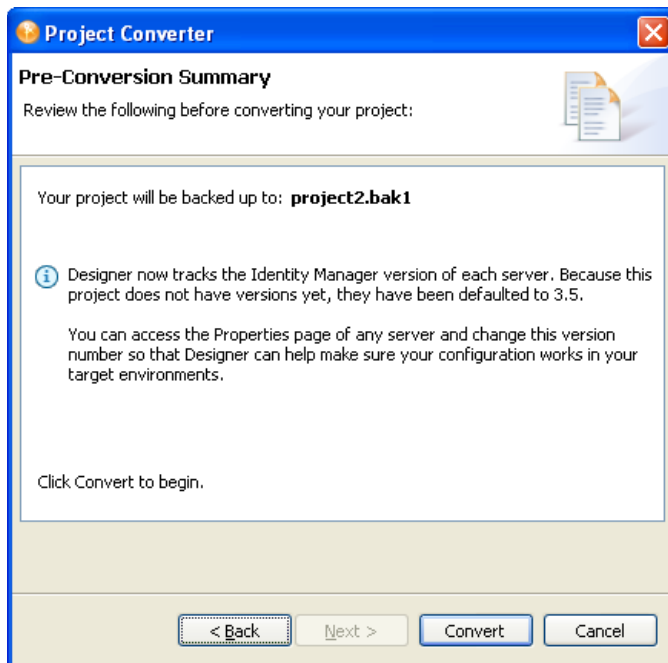 Project Converter
Pre-Conversion Summary
Review the following before converting your project:
Your project will be backed up to: project2.bak1
Designer now tracks the Identity Manager version of each server. Because this
project does not have versions yet, they have been defaulted to 3.5.
You can access the Properties page of any server and change this version
number so that Designer can help make sure your configuration works in your
target environments.
Click Convert to begin.
< Back
Next >
Convert
Cancel